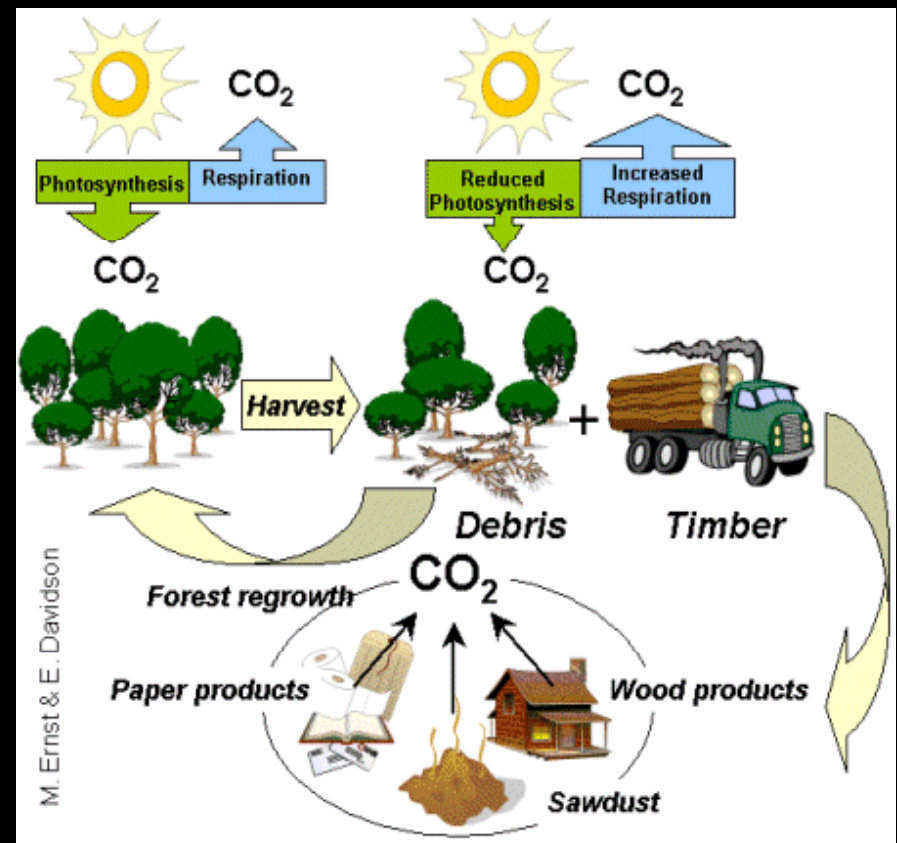 CO₂
CO₂
Photosynthesis
Respiration
Reduced
Photosynthesis
Increased
Respiration
CO₂
CO₂
Harvest
+
Debris
Timber
Forest regrowth
CO₂
Paper products
Wood products
Sawdust
M. Ernst & E. Davidson